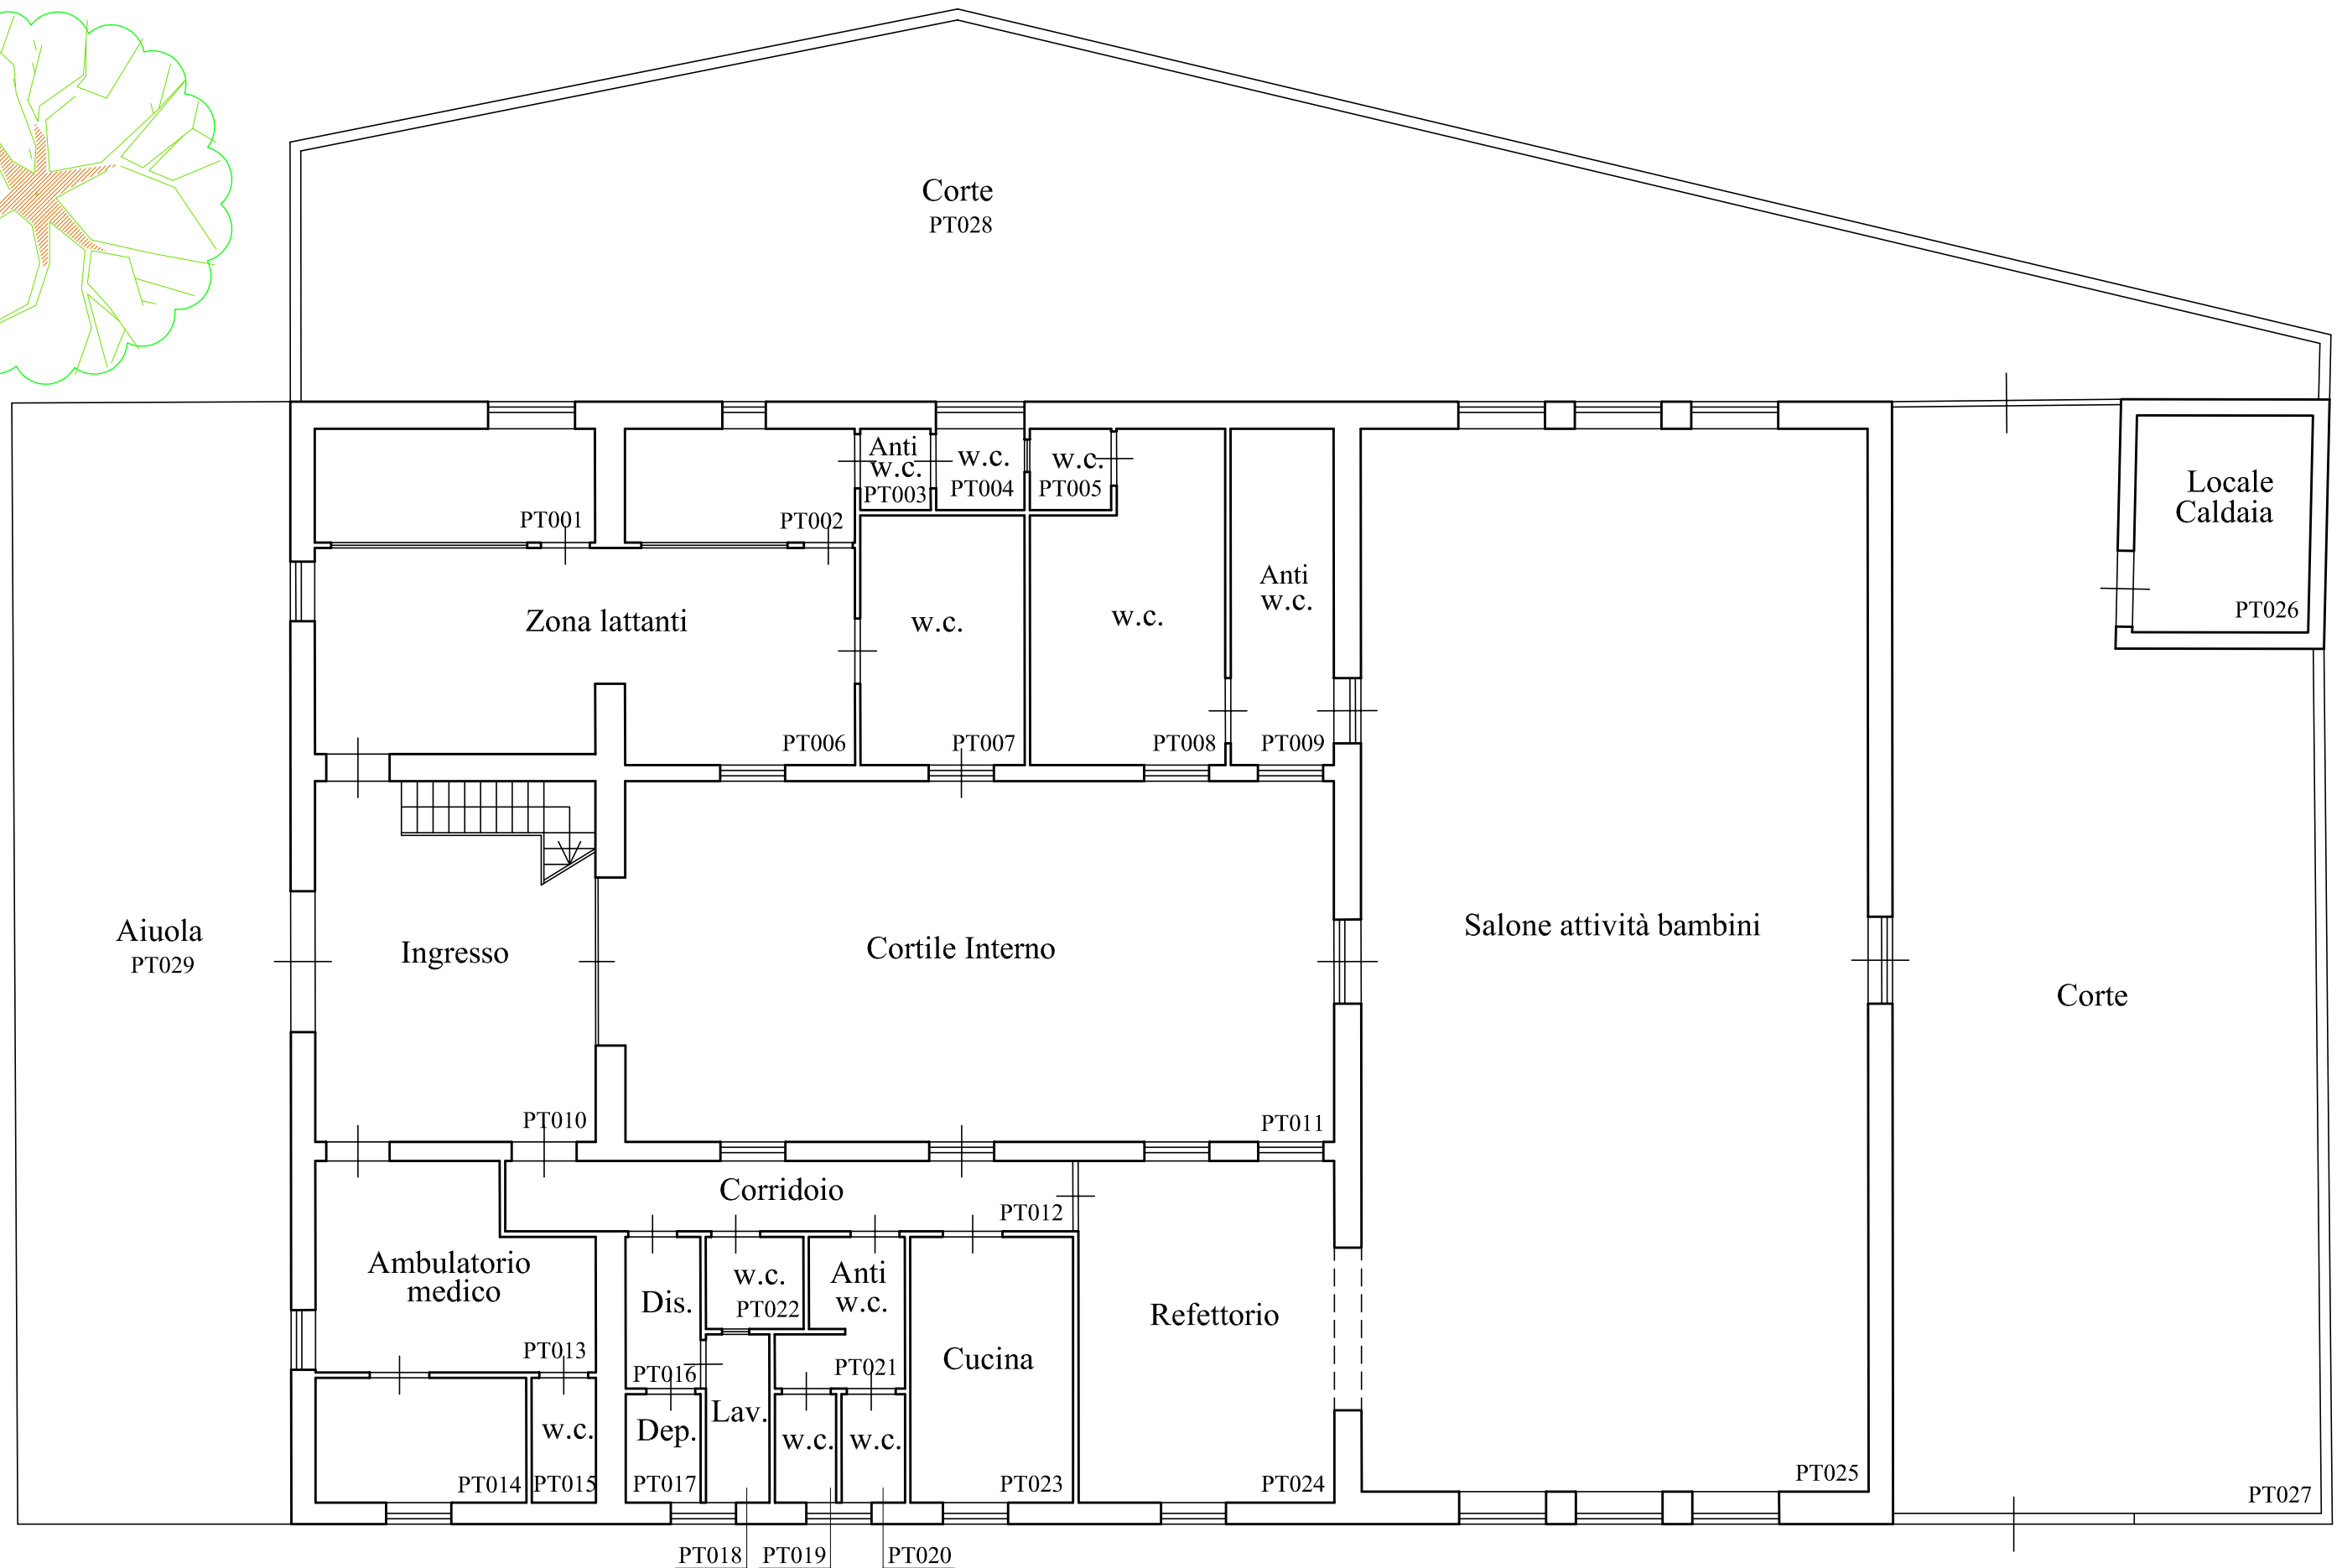 Corte
PT028
Anti
w.c.
PT003
w.c.
PT004
w.c.
PT005
PT001
PT002
Locale
Caldaia
PT026
Zona lattanti
PT006
w.c.
PT007
w.c.
PT008
Anti
w.c.
PT009
Aiuola
PT029
Ingresso
PT010
Cortile Interno
PT011
Salone attività bambini
PT025
Corte
PT027
Corridoio
PT012
Ambulatorio
medico
PT013
PT014
w.c.
PT015
Dis.
PT016
Dep.
PT017
w.c.
PT022
Lav.
Anti
w.c.
PT021
w.c.
w.c.
Cucina
PT023
Refettorio
PT024
PT018
PT019
PT020